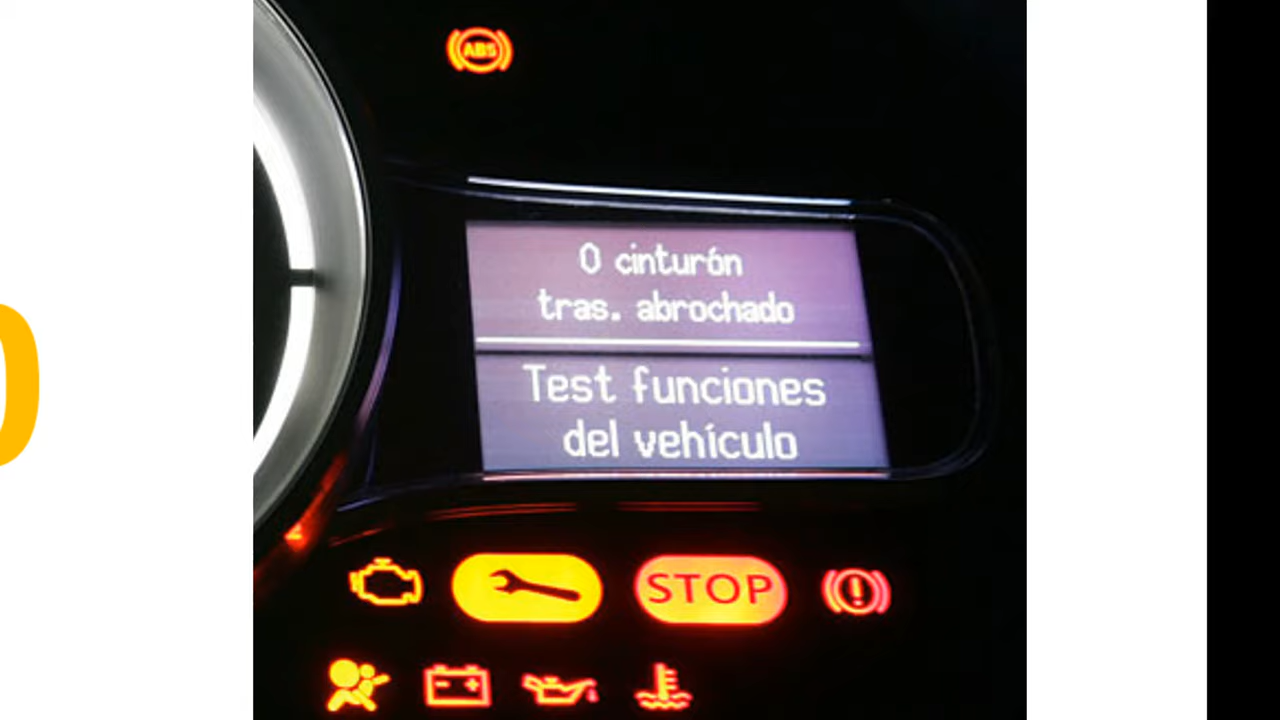 ABS
0 cinturón
tras. abrochado
Test funciones
del vehículo
STOP